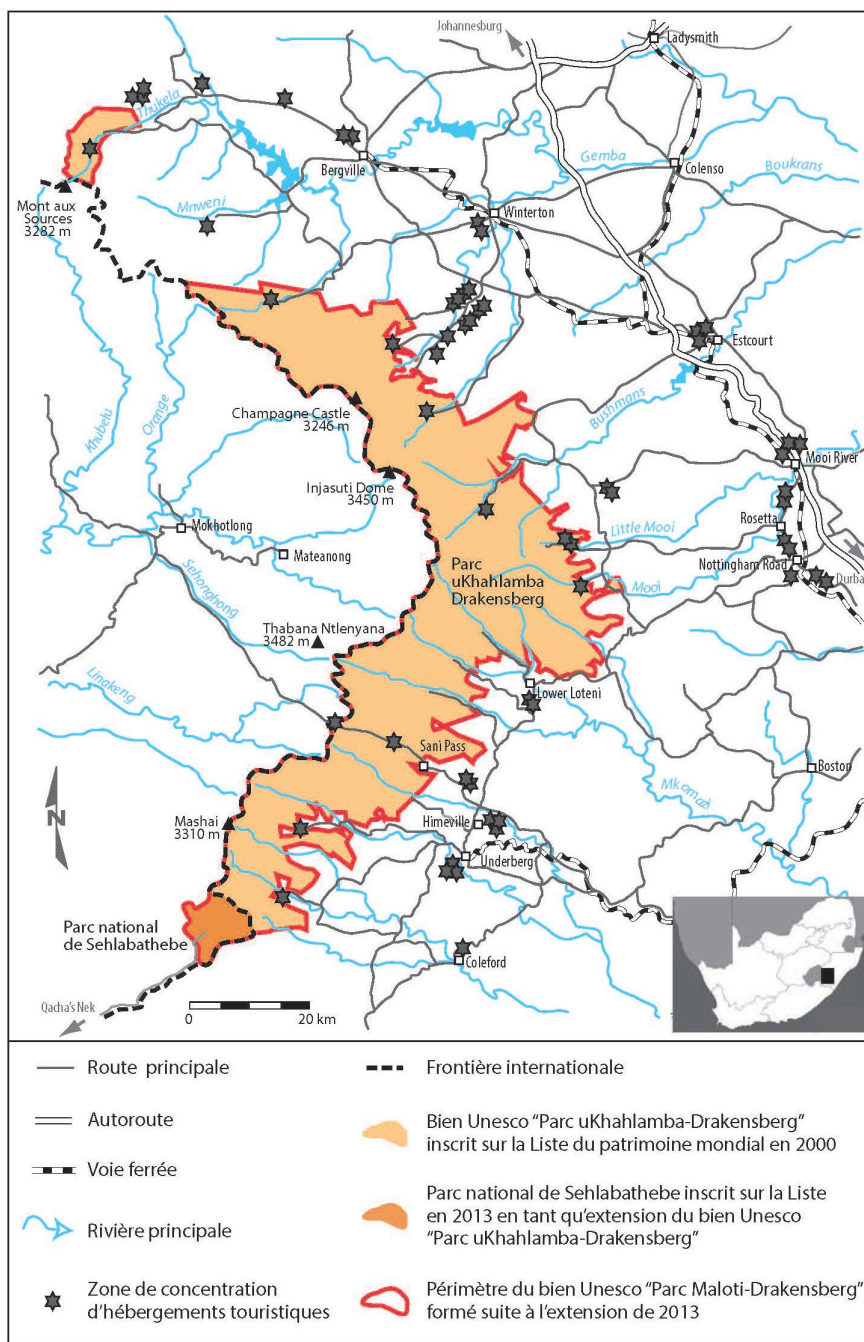 Johannesburg
Ladysmith
Thukela
Bergville
Gemba
Colenso
Boukrans
Mont aux
Sources
3282 m
Mnweni
Winterton
Estcourt
Khubelu
Orange
Champagne Castle
3246 m
Bushmans
Injasuti Dome
3450 m
Mooi River
Mokhotlong
Mateanong
Little Mooi
Rosetta
Parc
uKhahlamba
Drakensberg
Mooi
Nottingham Road
Durba
Sehonghong
Thabana Ntlenyana
3482 m
Linakeng
Lower Loteni
Sani Pass
Boston
Mkomazi
N
Mashai
3310 m
Himeville
Underberg
Parc national
de Sehlabathebe
Coleford
Qacha's Nek
0 20 km
Route principale
Autoroute
Voie ferrée
Rivière principale
Zone de concentration
d'hébergements touristiques
Frontière internationale
Bien Unesco "Parc uKhahlamba-Drakensberg"
inscrit sur la Liste du patrimoine mondial en 2000
Parc national de Sehlabathebe inscrit sur la Liste
en 2013 en tant qu'extension du bien Unesco
"Parc uKhahlamba-Drakensberg"
Périmètre du bien Unesco "Parc Maloti-Drakensberg"
formé suite à l'extension de 2013